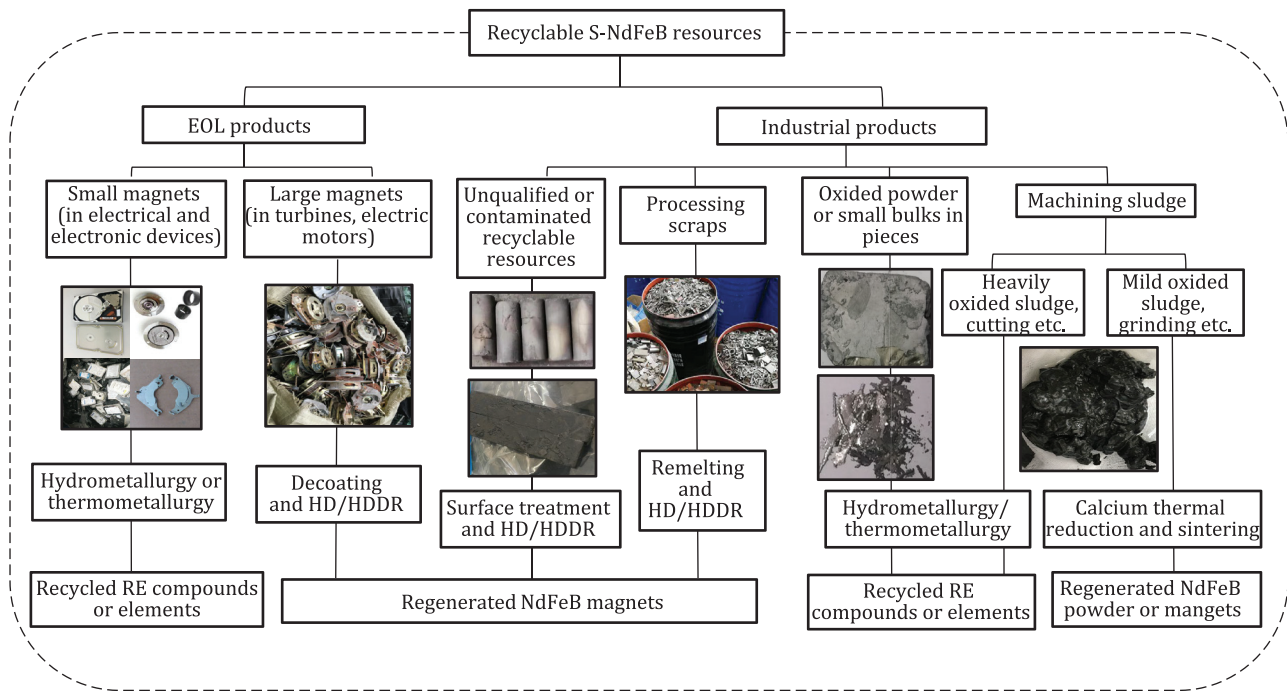 Recyclable S-NdFeB resources
EOL products
Industrial products
Small magnets
(in electrical and
electronic devices)
Large magnets
(in turbines, electric
motors)
Unqualified or
contaminated
recyclable
resources
Processing
scraps
Oxided powder
or small bulks in
pieces
Machining sludge
Heavily
oxided sludge,
cutting etc.
Mild oxided
sludge,
grinding etc.
Hydrometallurgy or
thermometallurgy
Decoating
and HD/HDDR
Surface treatment
and HD/HDDR
Remelting
and
HD/HDDR
Hydrometallurgy/
thermometallurgy
Calcium thermal
reduction and sintering
Recycled RE compounds
or elements
Regenerated NdFeB magnets
Recycled RE
compounds or elements
Regenerated NdFeB
powder or mangets